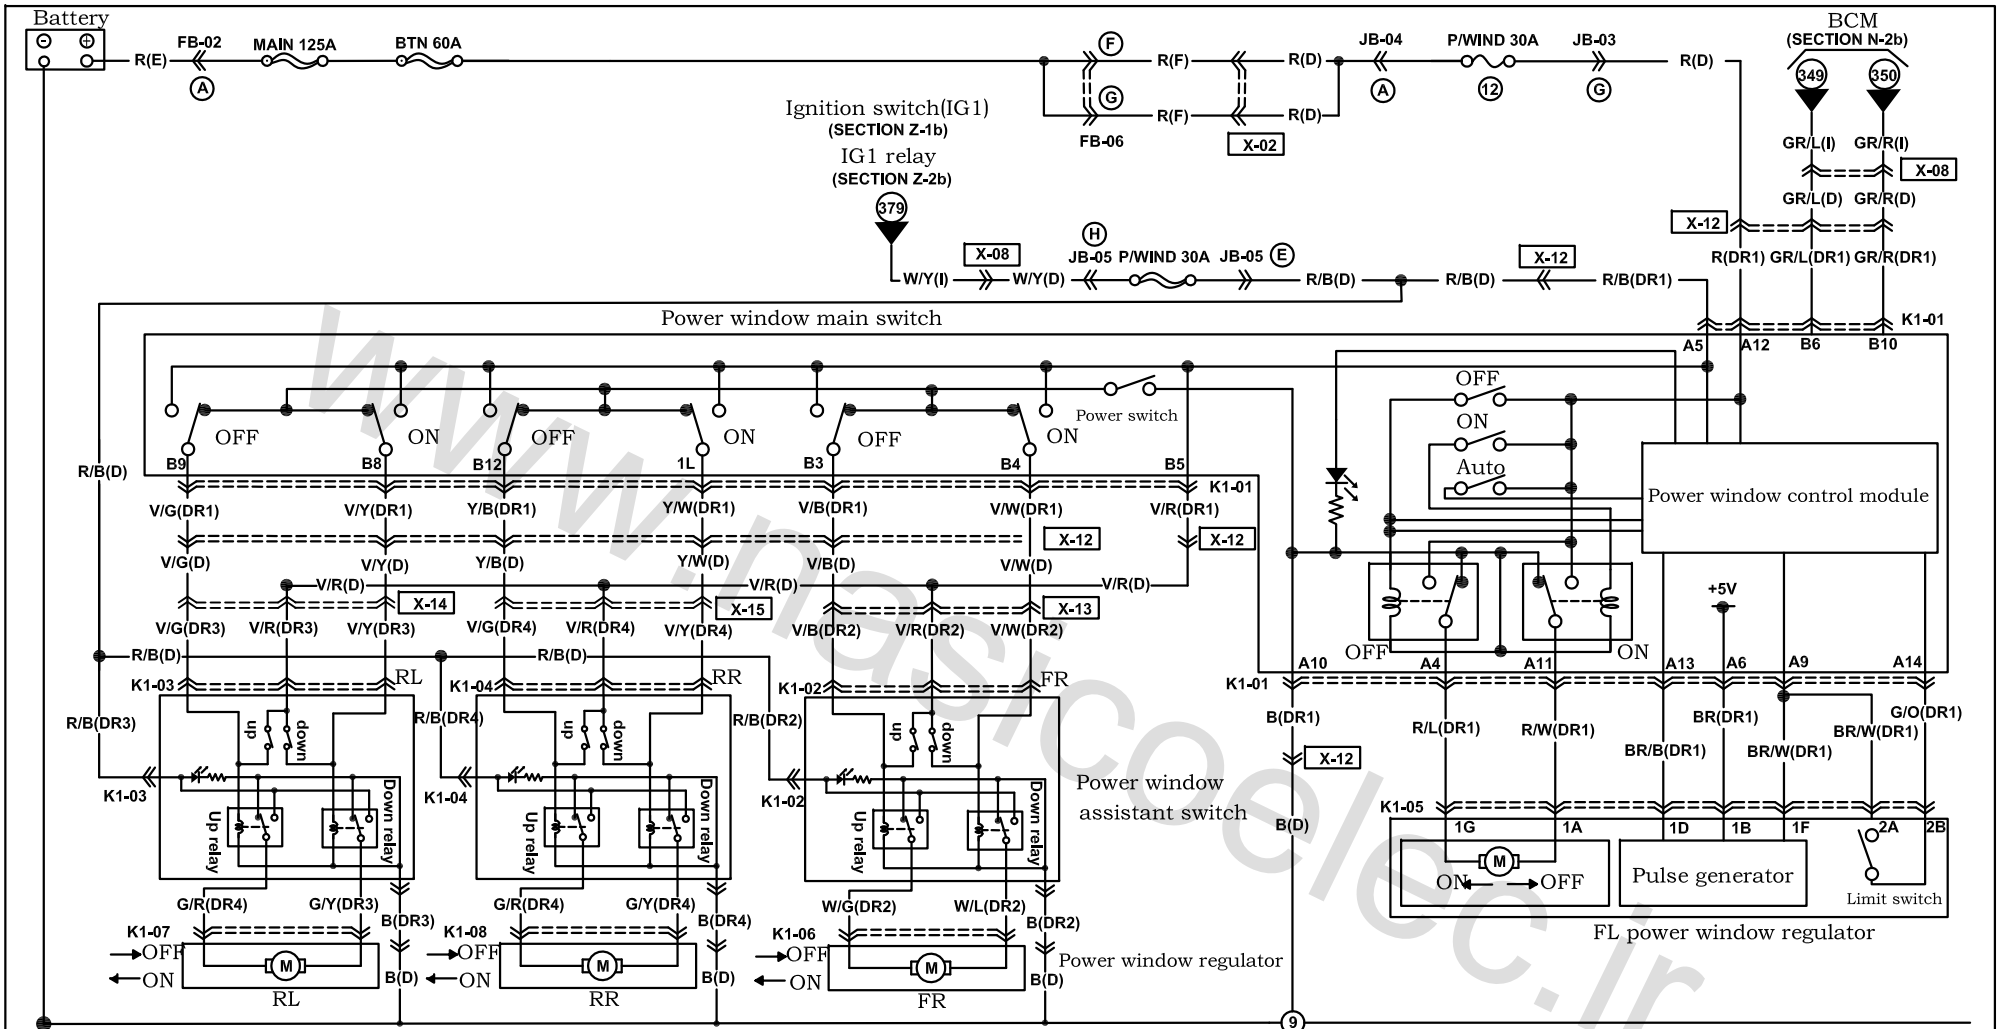 Battery
R(E)
FB-02
A
MAIN 125A
BTN 60A
F
R(F)
R(D)
G
R(F)
R(D)
FB-06
X-02
JB-04
A
P/WIND 30A
12
JB-03
G
R(D)
BCM
(SECTION N-2b)
349
350
GR/L(I) GR/R(I)
X-08
GR/L(D) GR/R(D)
X-12
R(DR1) GR/L(DR1) GR/R(DR1)
Ignition switch(IG1)
(SECTION Z-1b)
IG1 relay
(SECTION Z-2b)
379
W/Y(I)
X-08
W/Y(D)
H
JB-05 P/WIND 30A JB-05 E
R/B(D)
R/B(D)
X-12
R/B(DR1)
K1-01
Power window main switch
A5 A12 B6 B10
Power switch
OFF ON OFF ON OFF ON
B9 B8 B12 1L B3 B4 B5
K1-01
OFF
ON
Auto
Power window control module
R/B(D)
V/G(DR1) V/Y(DR1) Y/B(DR1) Y/W(DR1) V/B(DR1) V/W(DR1) V/R(DR1)
X-12 X-12
V/G(D) V/Y(D) Y/B(D) Y/W(D) V/B(D) V/W(D)
V/R(D) V/R(D) V/R(D)
X-14 X-15 X-13
V/G(DR3) V/R(DR3) V/Y(DR3) V/G(DR4) V/R(DR4) V/Y(DR4) V/B(DR2) V/R(DR2) V/W(DR2)
+5V
R/B(D) R/B(D)
OFF ON
A10 A4 A11 A13 A6 A9 A14
K1-01
K1-03 RL K1-04 RR K1-02 FR
R/B(DR3) R/B(DR4) R/B(DR2)
up down up down up down
B(DR1) R/L(DR1) R/W(DR1) BR/B(DR1) BR(DR1) BR/W(DR1) BR/W(DR1) G/O(DR1)
X-12
K1-03 K1-04 K1-02
Up relay Down relay Up relay Down relay Up relay Down relay
Power window
assistant switch
B(D)
K1-05
1G 1A 1D 1B 1F 2A 2B
M
ON OFF
Pulse generator
Limit switch
FL power window regulator
G/R(DR4) G/Y(DR3) B(DR3) G/R(DR4) G/Y(DR4) B(DR4) W/G(DR2) W/L(DR2) B(DR2)
K1-07 K1-08 K1-06
OFF
ON
M
RL
B(D)
OFF
ON
M
RR
B(D)
OFF
ON
M
FR
B(D)
Power window regulator
9
www.nasicoelec.ir